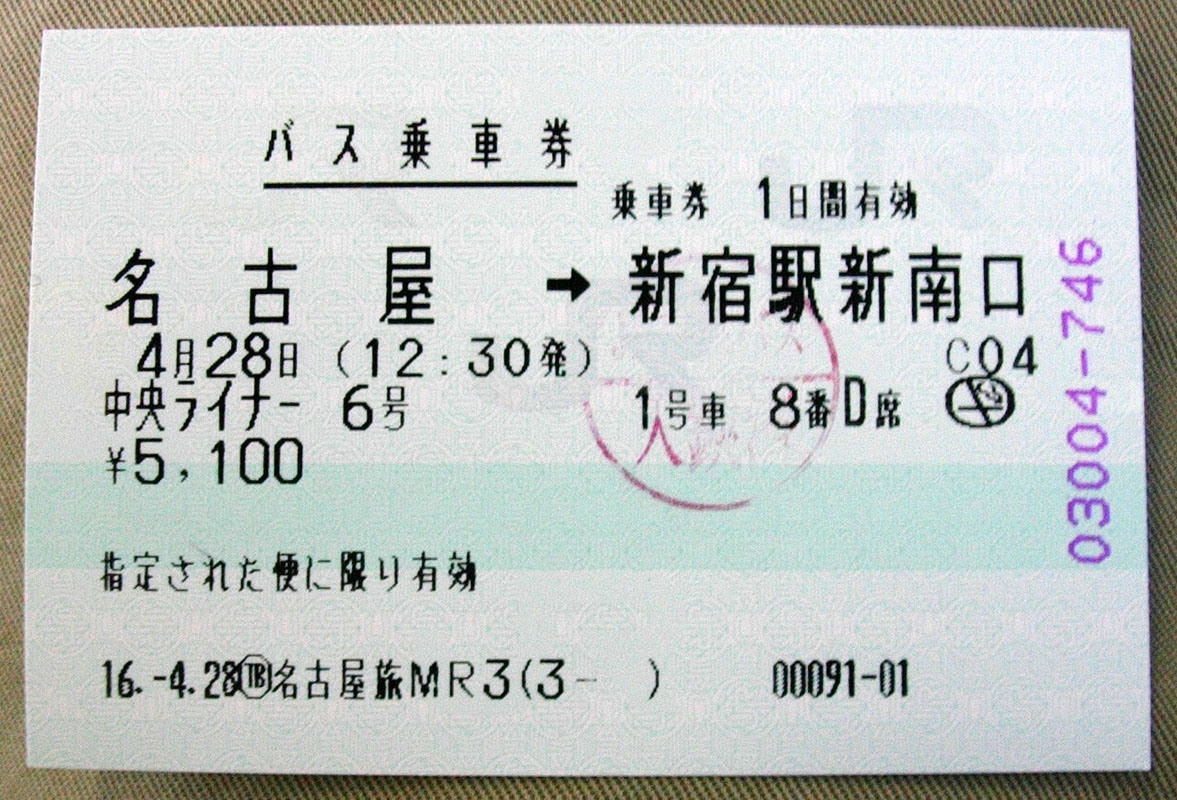 バス乗車券
乗車券 1日間有効
名古屋 ➡ 新宿駅新南口
4月28日 (12:30発) C04
中央ライナー 6号 1号車 8番D席
¥5,100
指定された便に限り有効
16.-4.28 TB 名古屋旅MR3(3- ) 00091-01
03004-746